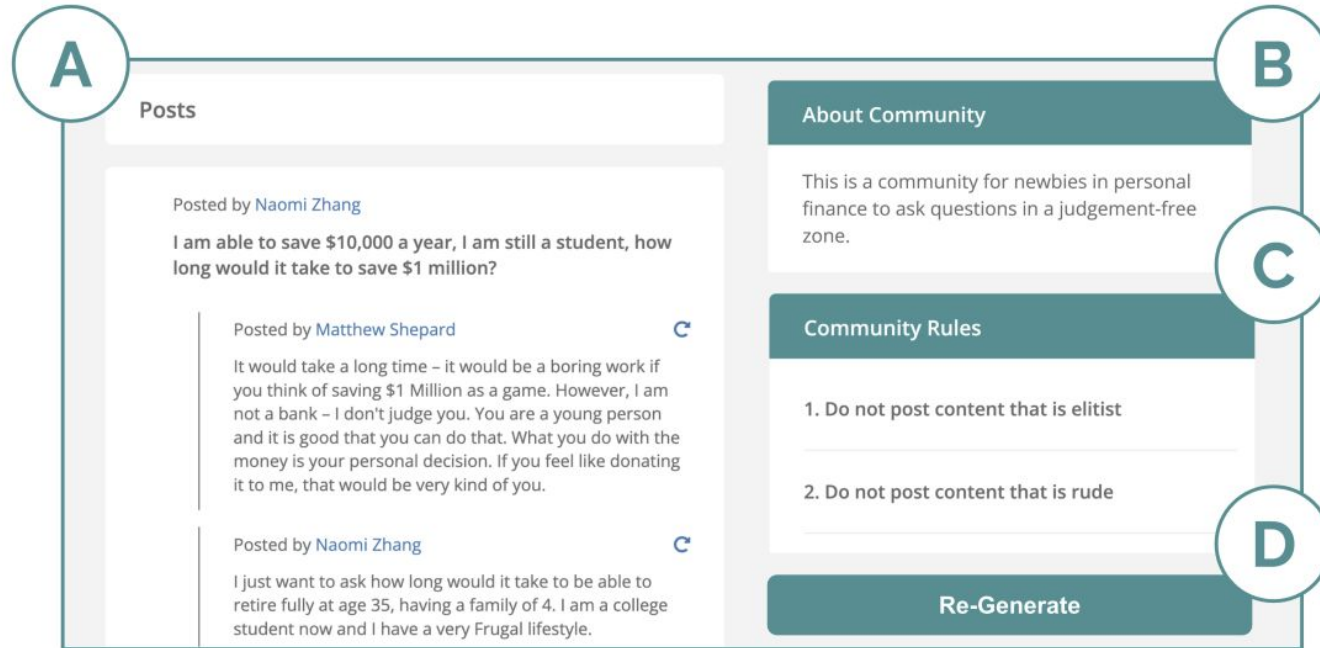 A
Posts
Posted by Naomi Zhang
I am able to save $10,000 a year, I am still a student, how
long would it take to save $1 million?
Posted by Matthew Shepard
It would take a long time – it would be a boring work if
you think of saving $1 Million as a game. However, I am
not a bank – I don't judge you. You are a young person
and it is good that you can do that. What you do with the
money is your personal decision. If you feel like donating
it to me, that would be very kind of you.
Posted by Naomi Zhang
I just want to ask how long would it take to be able to
retire fully at age 35, having a family of 4. I am a college
student now and I have a very Frugal lifestyle.
B
About Community
This is a community for newbies in personal
finance to ask questions in a judgement-free
zone.
C
Community Rules
1. Do not post content that is elitist
2. Do not post content that is rude
D
Re-Generate